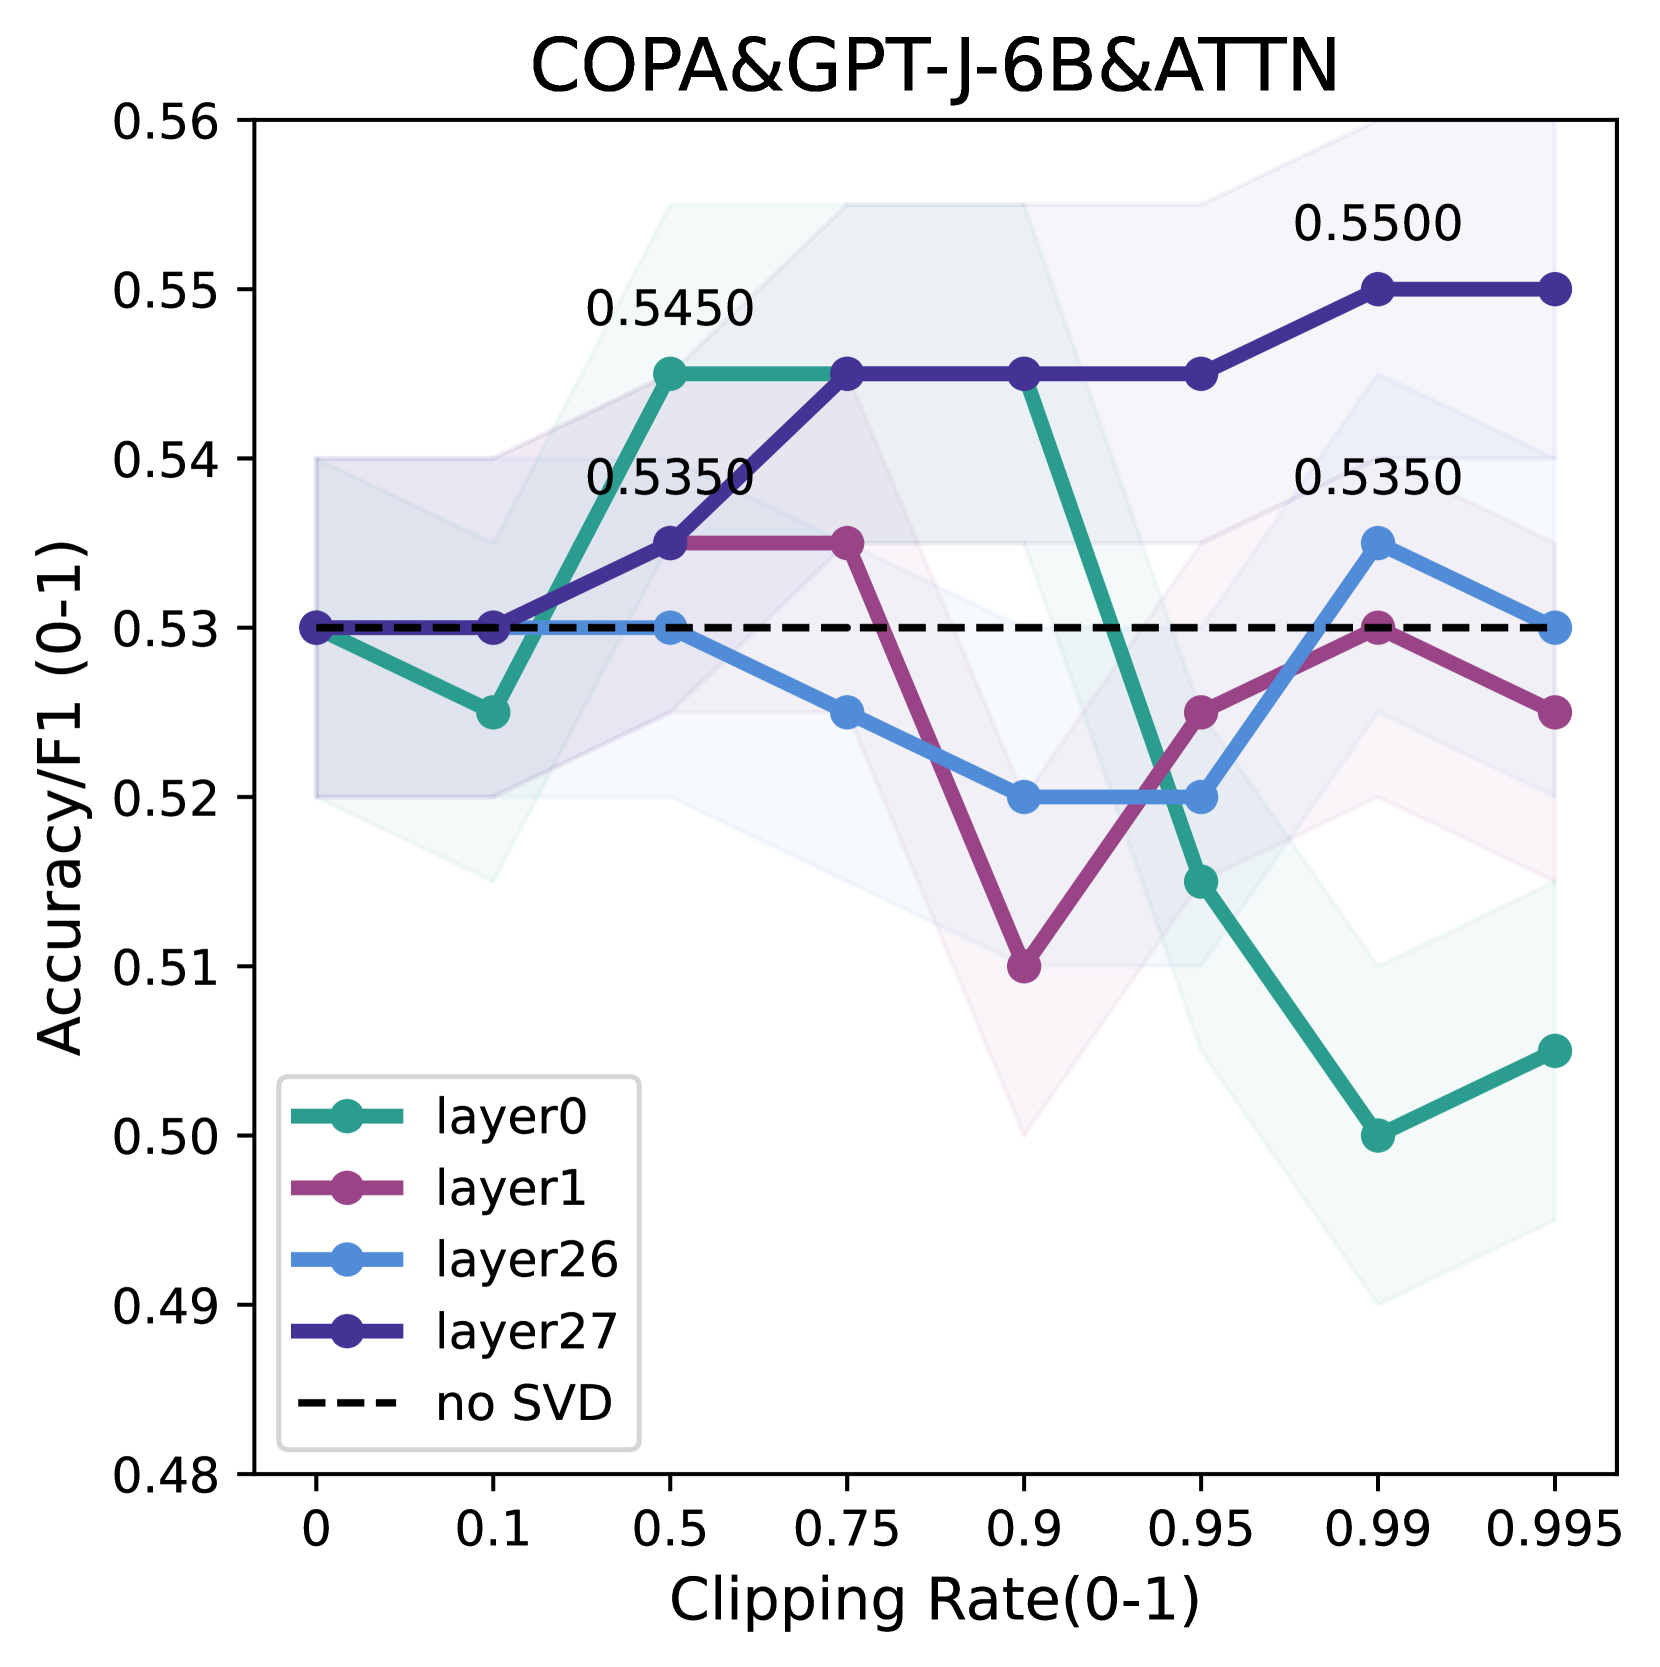 COPA&GPT-J-6B&ATTN
0.56
0.55
0.54
0.53
0.52
0.51
0.50
0.49
0.48
Accuracy/F1 (0-1)
0.5450
0.5350
0.5500
0.5350
layer0
layer1
layer26
layer27
no SVD
0 0.1 0.5 0.75 0.9 0.95 0.99 0.995
Clipping Rate(0-1)